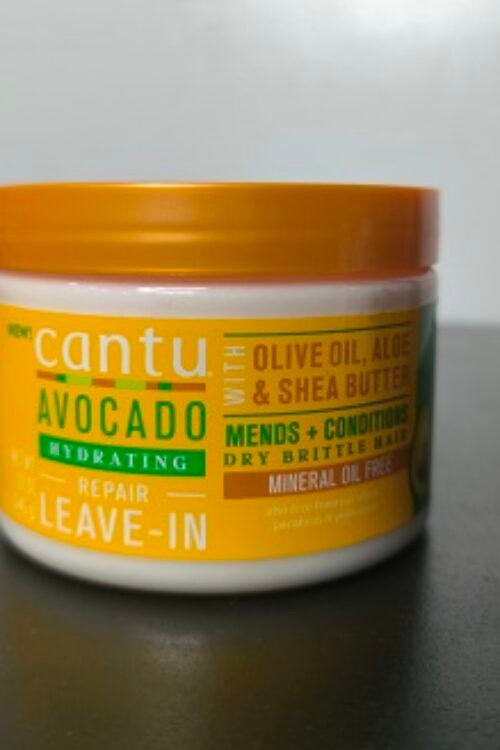 NEW!
cantu
AVOCADO
HYDRATING
REPAIR
LEAVE-IN
WITH
OLIVE OIL, ALOE
& SHEA BUTTER
MENDS + CONDITIONS
DRY BRITTLE HAIR
MINERAL OIL FREE